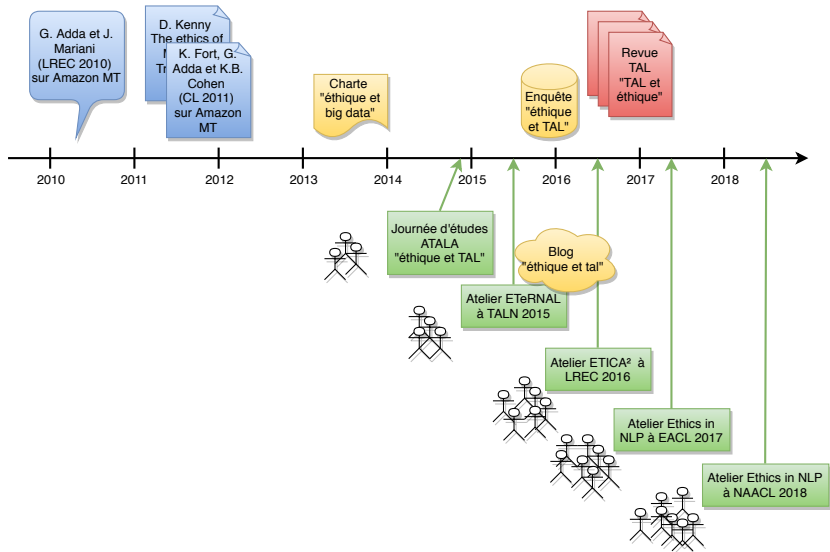 G. Adda et J.
Mariani
(LREC 2010)
sur Amazon MT
D. Kenny
The ethics of
K. Fort, G.
Adda et K.B.
Cohen
(CL 2011)
sur Amazon
MT
Charte
"éthique et
big data"
Enquête
"éthique
et TAL"
Revue
TAL
"TAL et
éthique"
2010
2011
2012
2013
2014
2015
2016
2017
2018
Journée d'études
ATALA
"éthique et TAL"
Blog
"éthique et tal"
Atelier ETeRNAL
à TALN 2015
Atelier ETICA² à
LREC 2016
Atelier Ethics in
NLP à EACL 2017
Atelier Ethics in NLP
à NAACL 2018